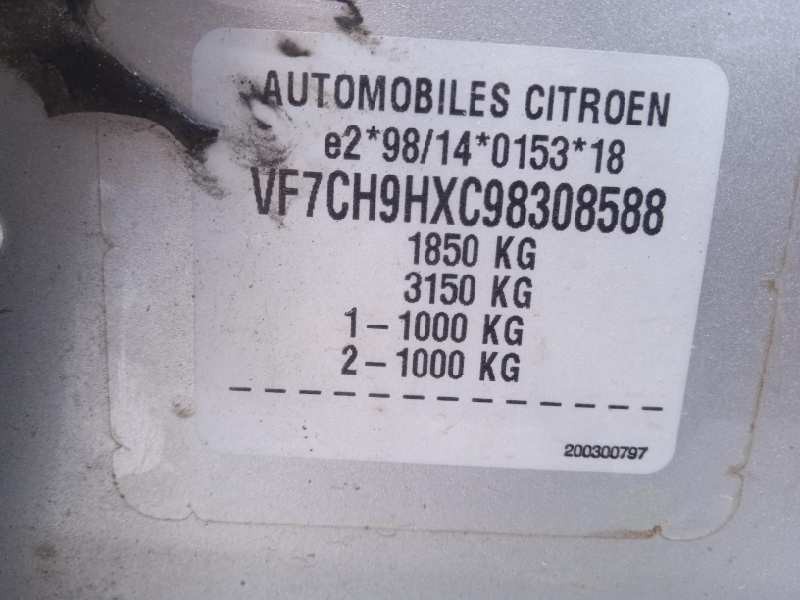 AUTOMOBILES CITROEN
e2*98/14*0153*18
VF7CH9HXC98308588
1850 KG
3150 KG
1-1000 KG
2-1000 KG
200300797